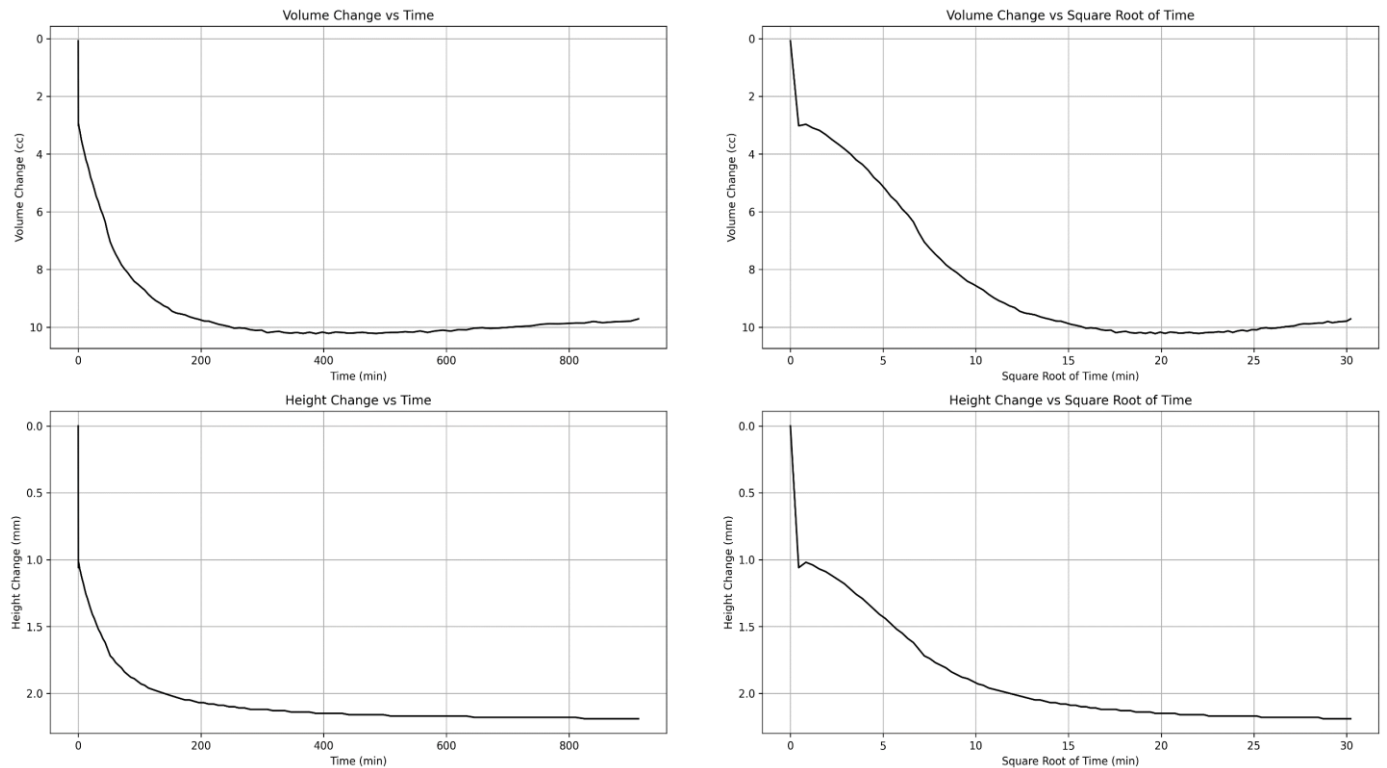 Volume Change vs Time
Volume Change (cc)
0
2
4
6
8
10
0 200 400 600 800
Time (min)
Volume Change vs Square Root of Time
Volume Change (cc)
0
2
4
6
8
10
0 5 10 15 20 25 30
Square Root of Time (min)
Height Change vs Time
Height Change (mm)
0.0
0.5
1.0
1.5
2.0
0 200 400 600 800
Time (min)
Height Change vs Square Root of Time
Height Change (mm)
0.0
0.5
1.0
1.5
2.0
0 5 10 15 20 25 30
Square Root of Time (min)